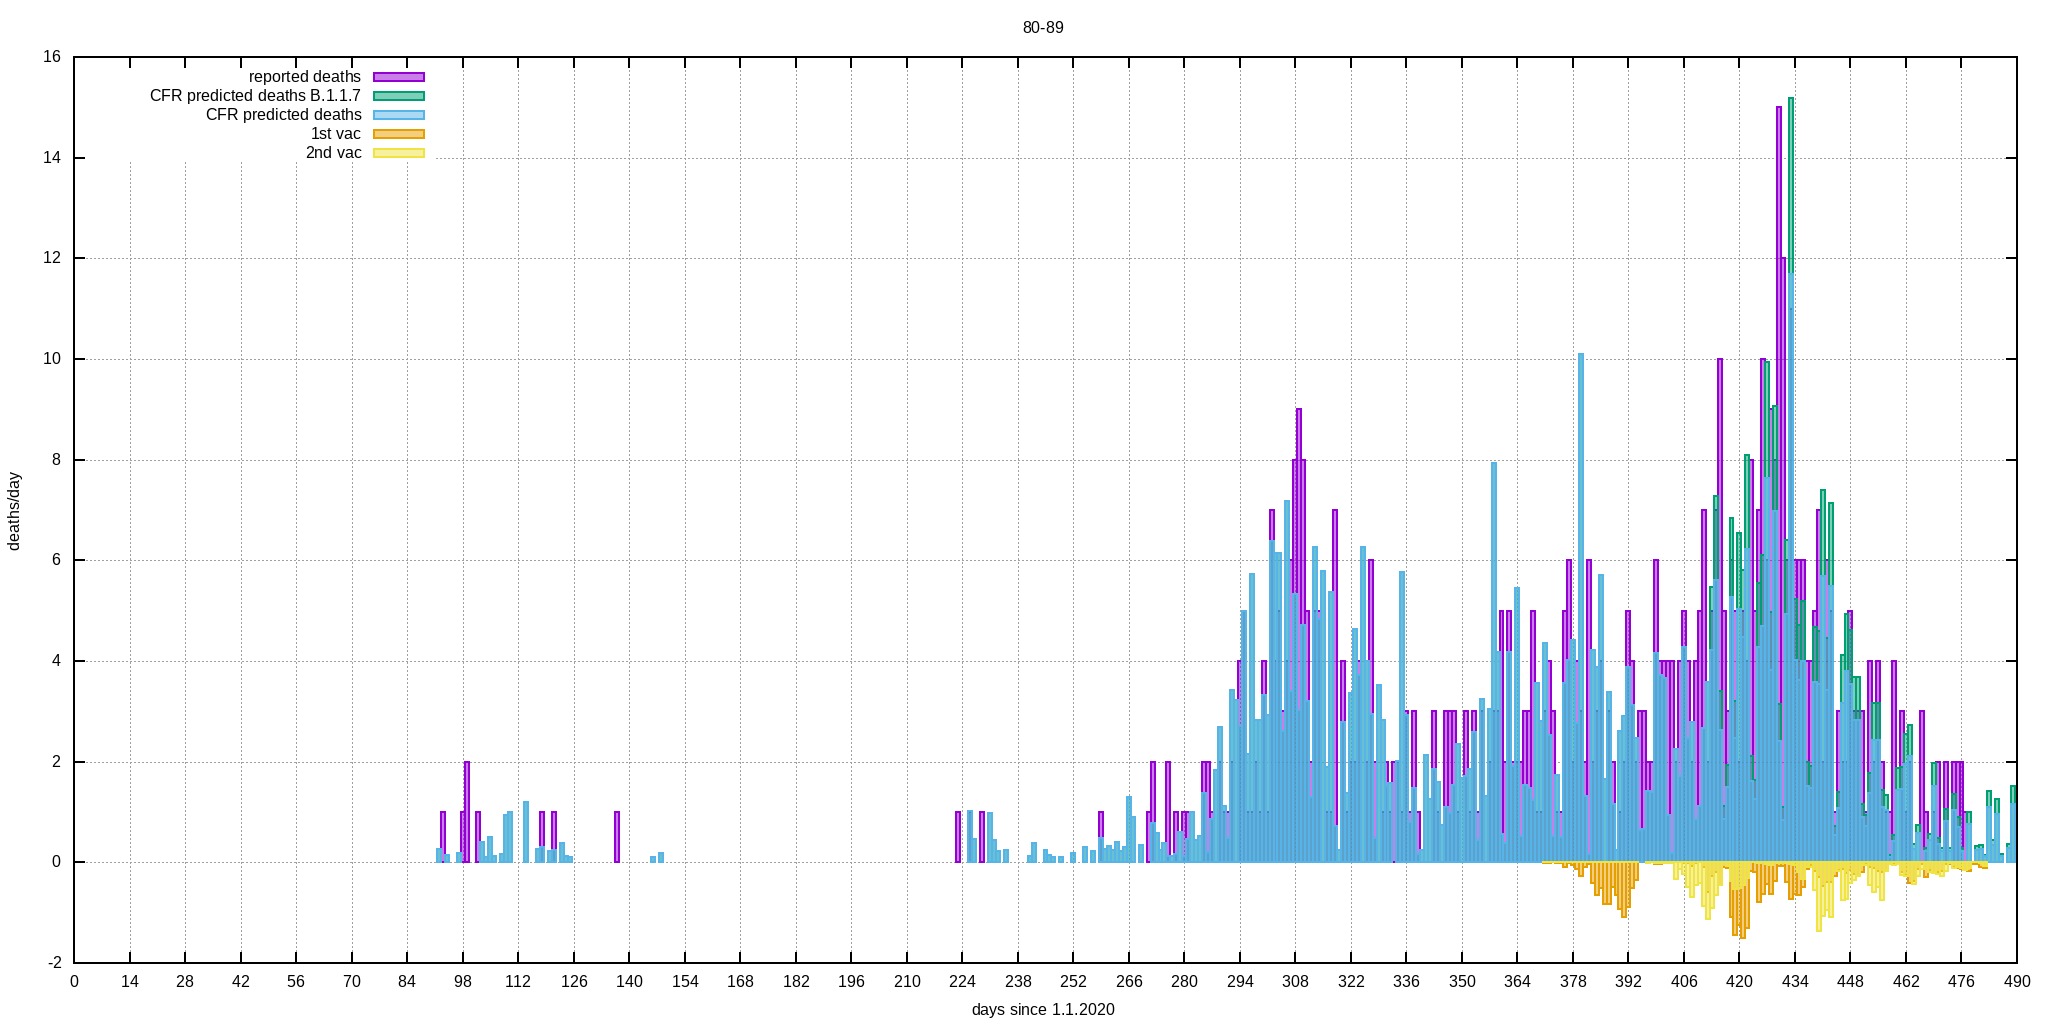 80-89
reported deaths
CFR predicted deaths B.1.1.7
CFR predicted deaths
1st vac
2nd vac
16
14
12
10
8
6
4
2
0
-2
deaths/day
0 14 28 42 56 70 84 98 112 126 140 154 168 182 196 210 224 238 252 266 280 294 308 322 336 350 364 378 392 406 420 434 448 462 476 490
days since 1.1.2020